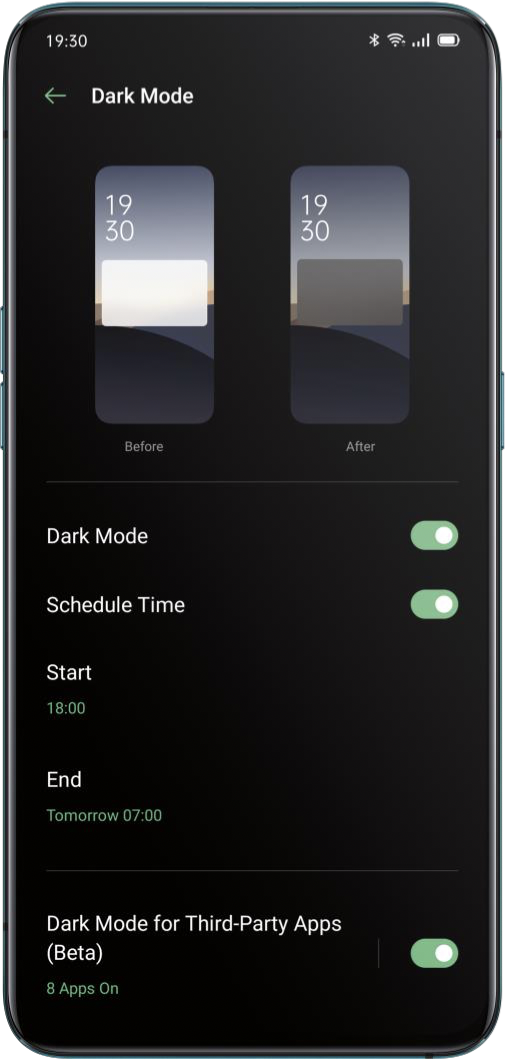 19:30
Dark Mode
19
30
19
30
Before
After
Dark Mode
Schedule Time
Start
18:00
End
Tomorrow 07:00
Dark Mode for Third-Party Apps
(Beta)
8 Apps On